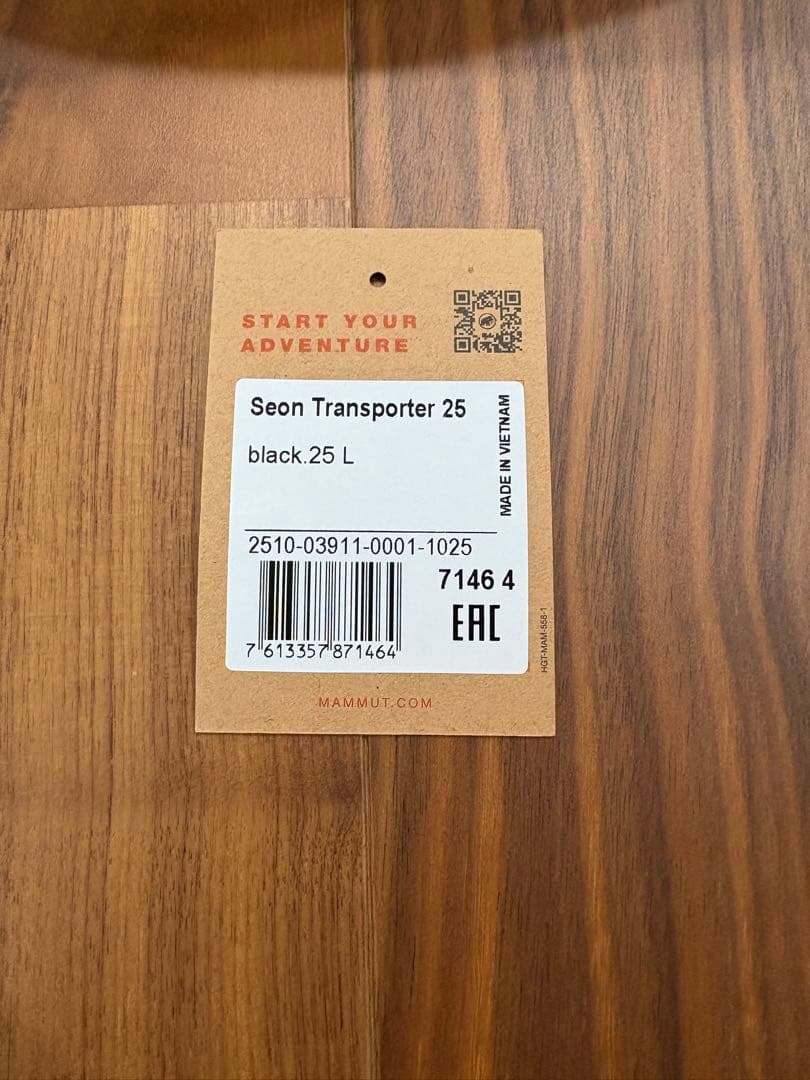 START YOUR
ADVENTURE
Seon Transporter 25
black.25 L
MADE IN VIETNAM
2510-03911-0001-1025
7146 4
EAC
7 613357 871464
HGT-MAM-558-1
MAMMUT.COM